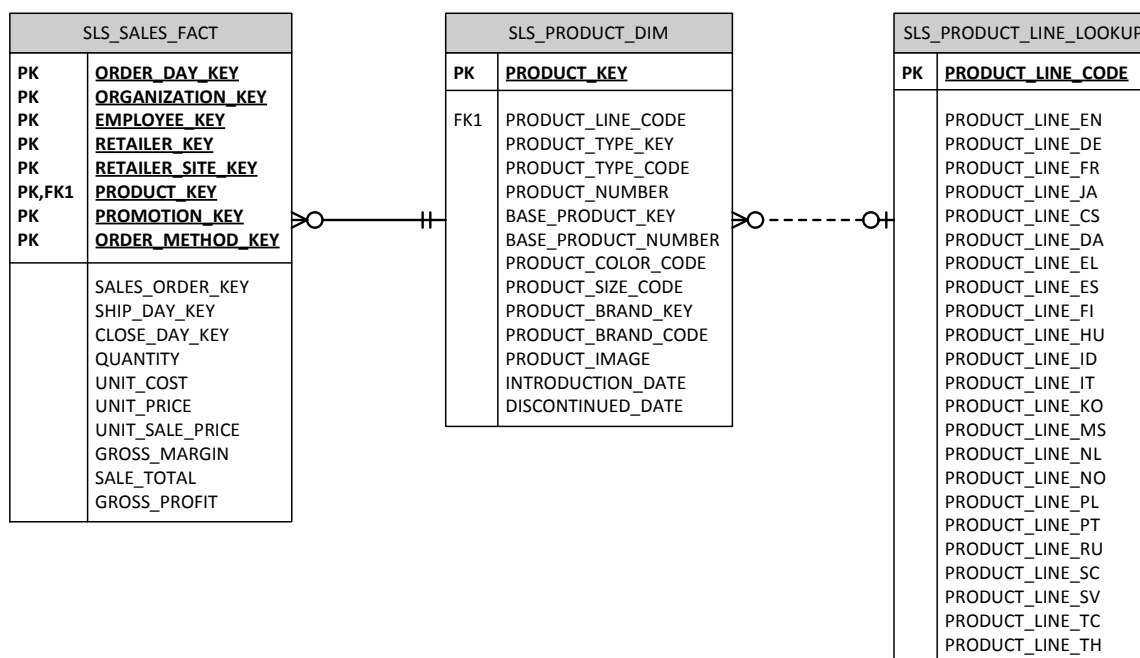 SLS_SALES_FACT
PK ORDER_DAY_KEY
PK ORGANIZATION_KEY
PK EMPLOYEE_KEY
PK RETAILER_KEY
PK RETAILER_SITE_KEY
PK,FK1 PRODUCT_KEY
PK PROMOTION_KEY
PK ORDER_METHOD_KEY
SALES_ORDER_KEY
SHIP_DAY_KEY
CLOSE_DAY_KEY
QUANTITY
UNIT_COST
UNIT_PRICE
UNIT_SALE_PRICE
GROSS_MARGIN
SALE_TOTAL
GROSS_PROFIT
SLS_PRODUCT_DIM
PK PRODUCT_KEY
FK1 PRODUCT_LINE_CODE
PRODUCT_TYPE_KEY
PRODUCT_TYPE_CODE
PRODUCT_NUMBER
BASE_PRODUCT_KEY
BASE_PRODUCT_NUMBER
PRODUCT_COLOR_CODE
PRODUCT_SIZE_CODE
PRODUCT_BRAND_KEY
PRODUCT_BRAND_CODE
PRODUCT_IMAGE
INTRODUCTION_DATE
DISCONTINUED_DATE
SLS_PRODUCT_LINE_LOOKUP
PK PRODUCT_LINE_CODE
PRODUCT_LINE_EN
PRODUCT_LINE_DE
PRODUCT_LINE_FR
PRODUCT_LINE_JA
PRODUCT_LINE_CS
PRODUCT_LINE_DA
PRODUCT_LINE_EL
PRODUCT_LINE_ES
PRODUCT_LINE_FI
PRODUCT_LINE_HU
PRODUCT_LINE_ID
PRODUCT_LINE_IT
PRODUCT_LINE_KO
PRODUCT_LINE_MS
PRODUCT_LINE_NL
PRODUCT_LINE_NO
PRODUCT_LINE_PL
PRODUCT_LINE_PT
PRODUCT_LINE_RU
PRODUCT_LINE_SC
PRODUCT_LINE_SV
PRODUCT_LINE_TC
PRODUCT_LINE_TH